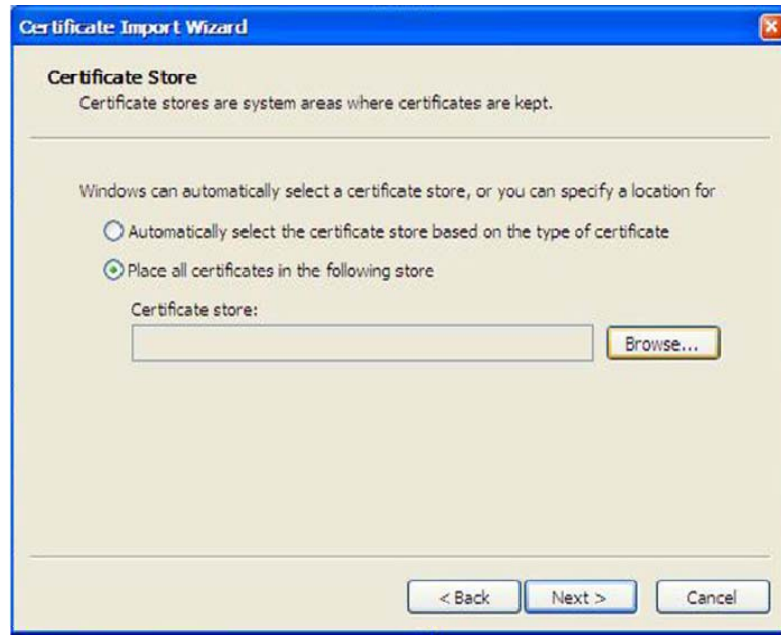 Certificate Import Wizard
Certificate Store
Certificate stores are system areas where certificates are kept.
Windows can automatically select a certificate store, or you can specify a location for
Automatically select the certificate store based on the type of certificate
Place all certificates in the following store
Certificate store:
Browse...
< Back Next > Cancel